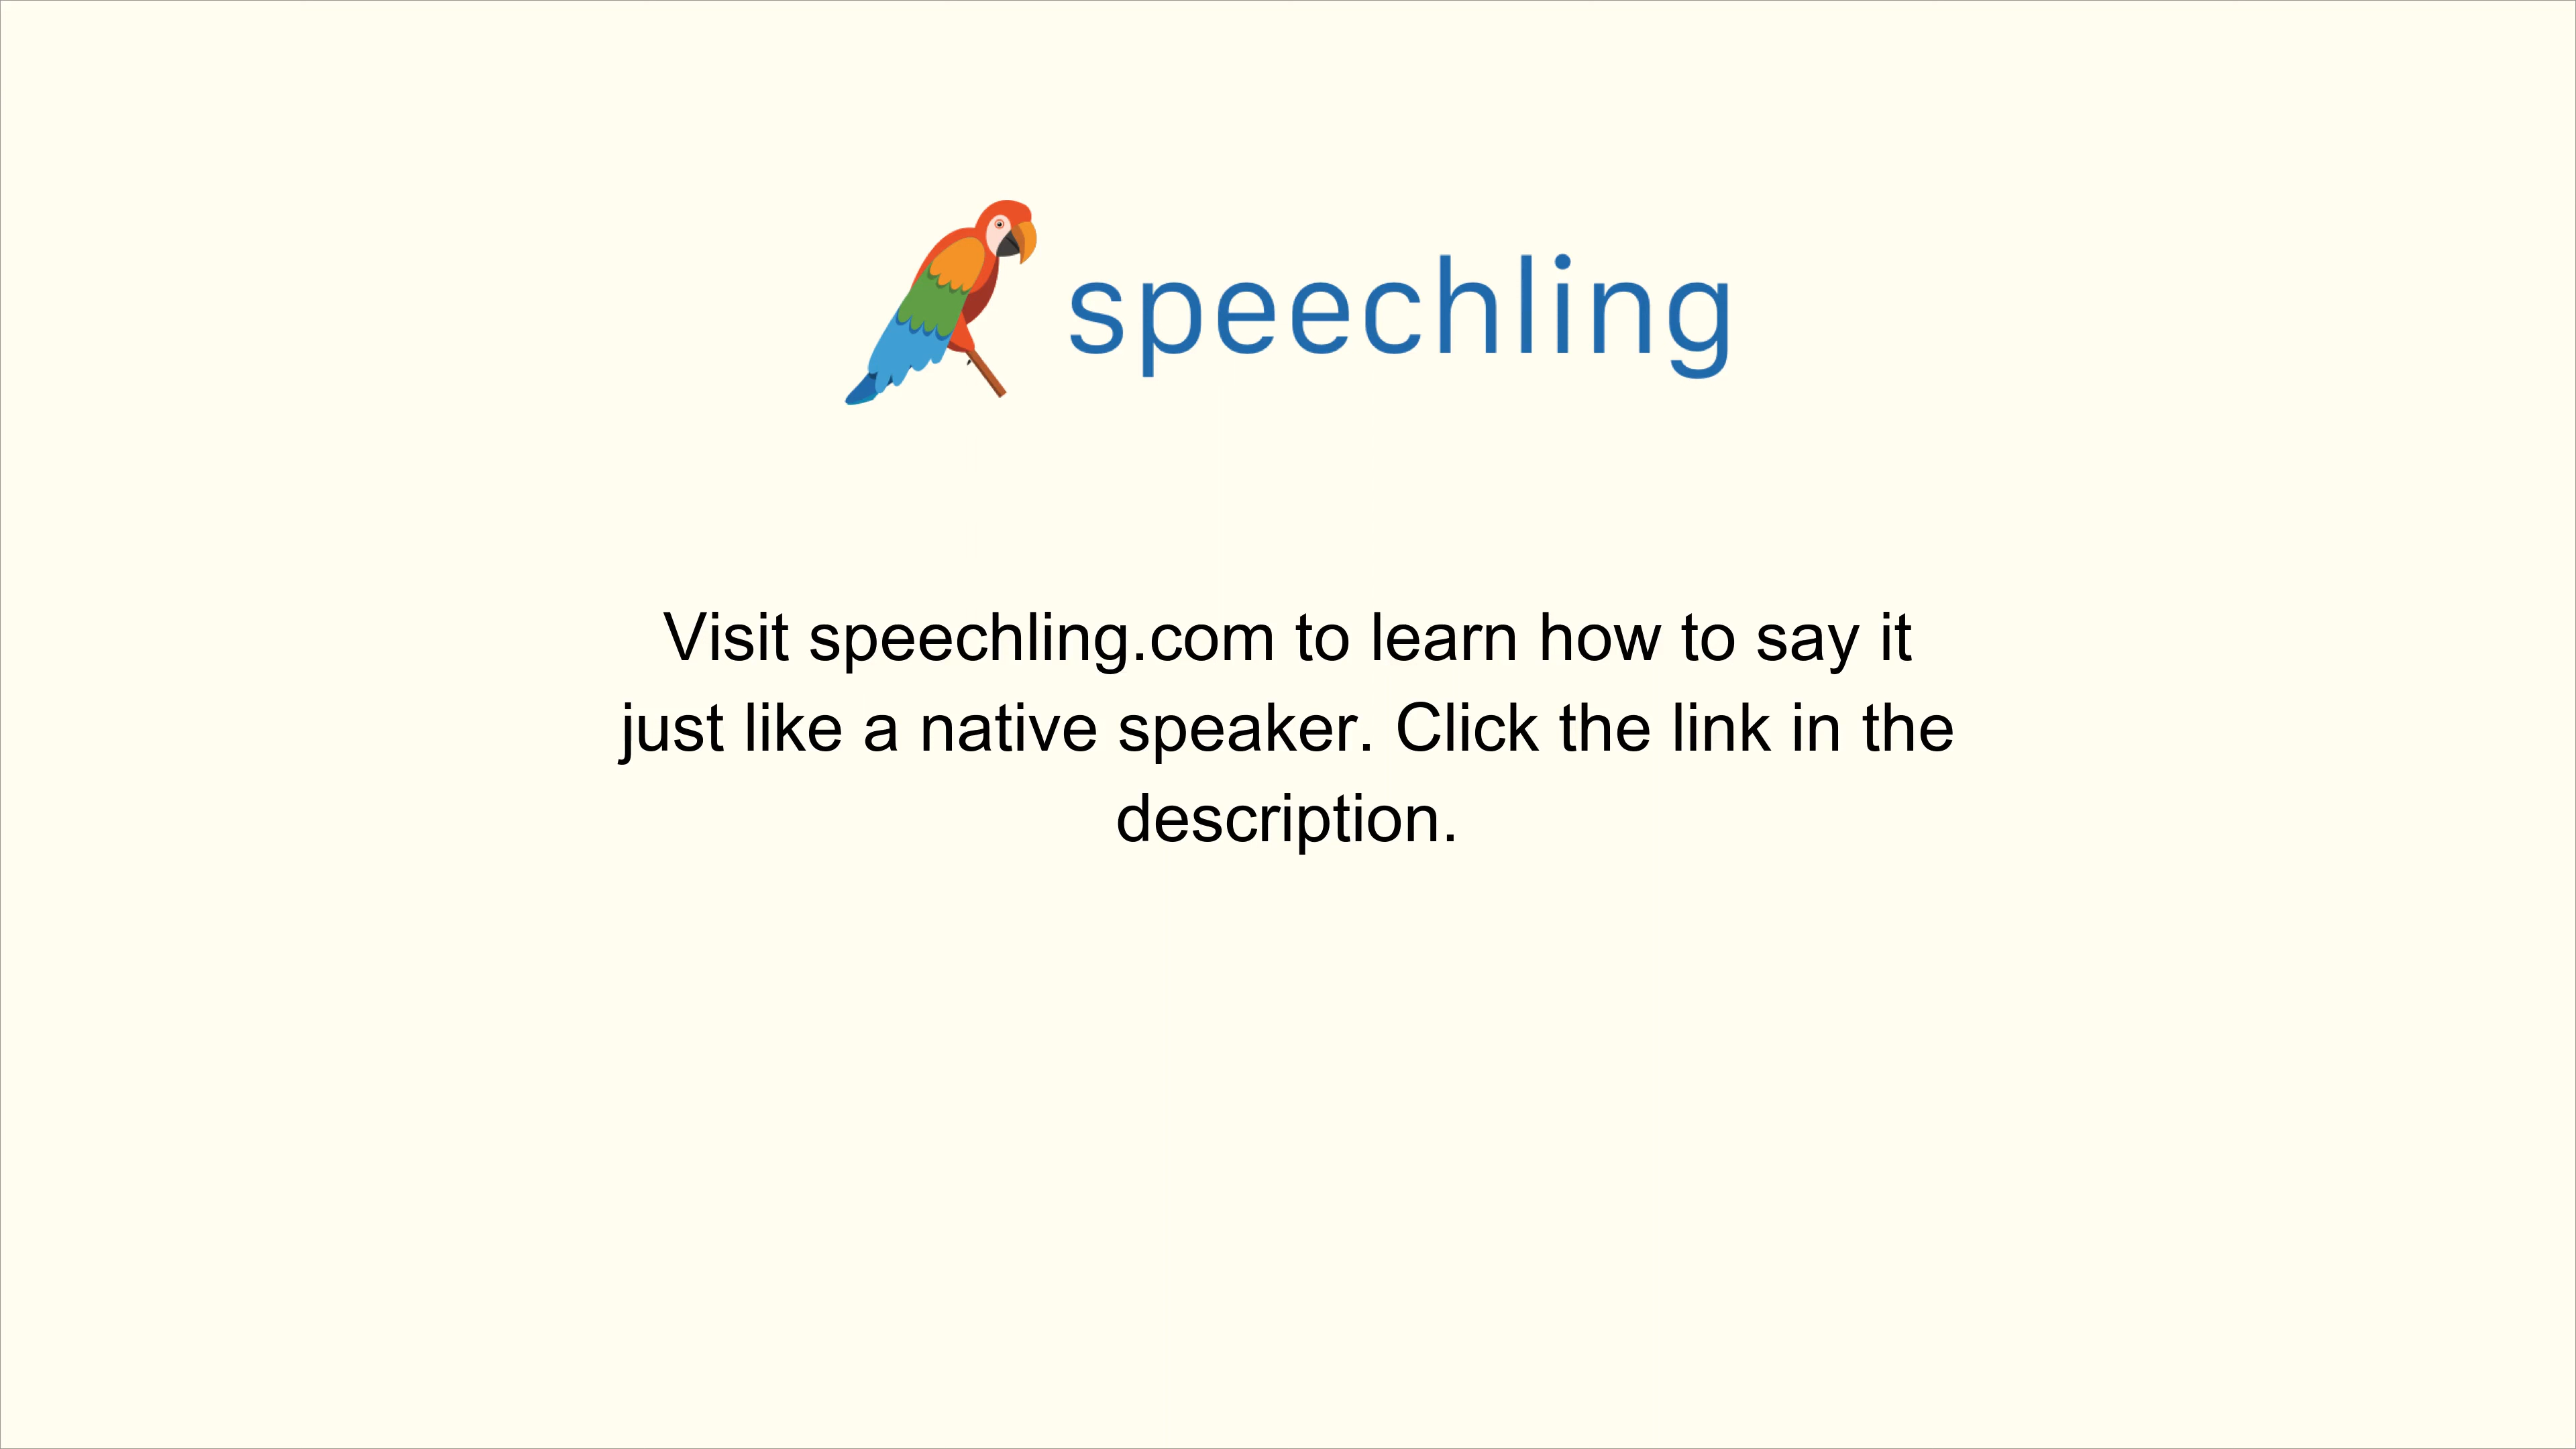 speechling
Visit speechling.com to learn how to say it
just like a native speaker. Click the link in the
description.